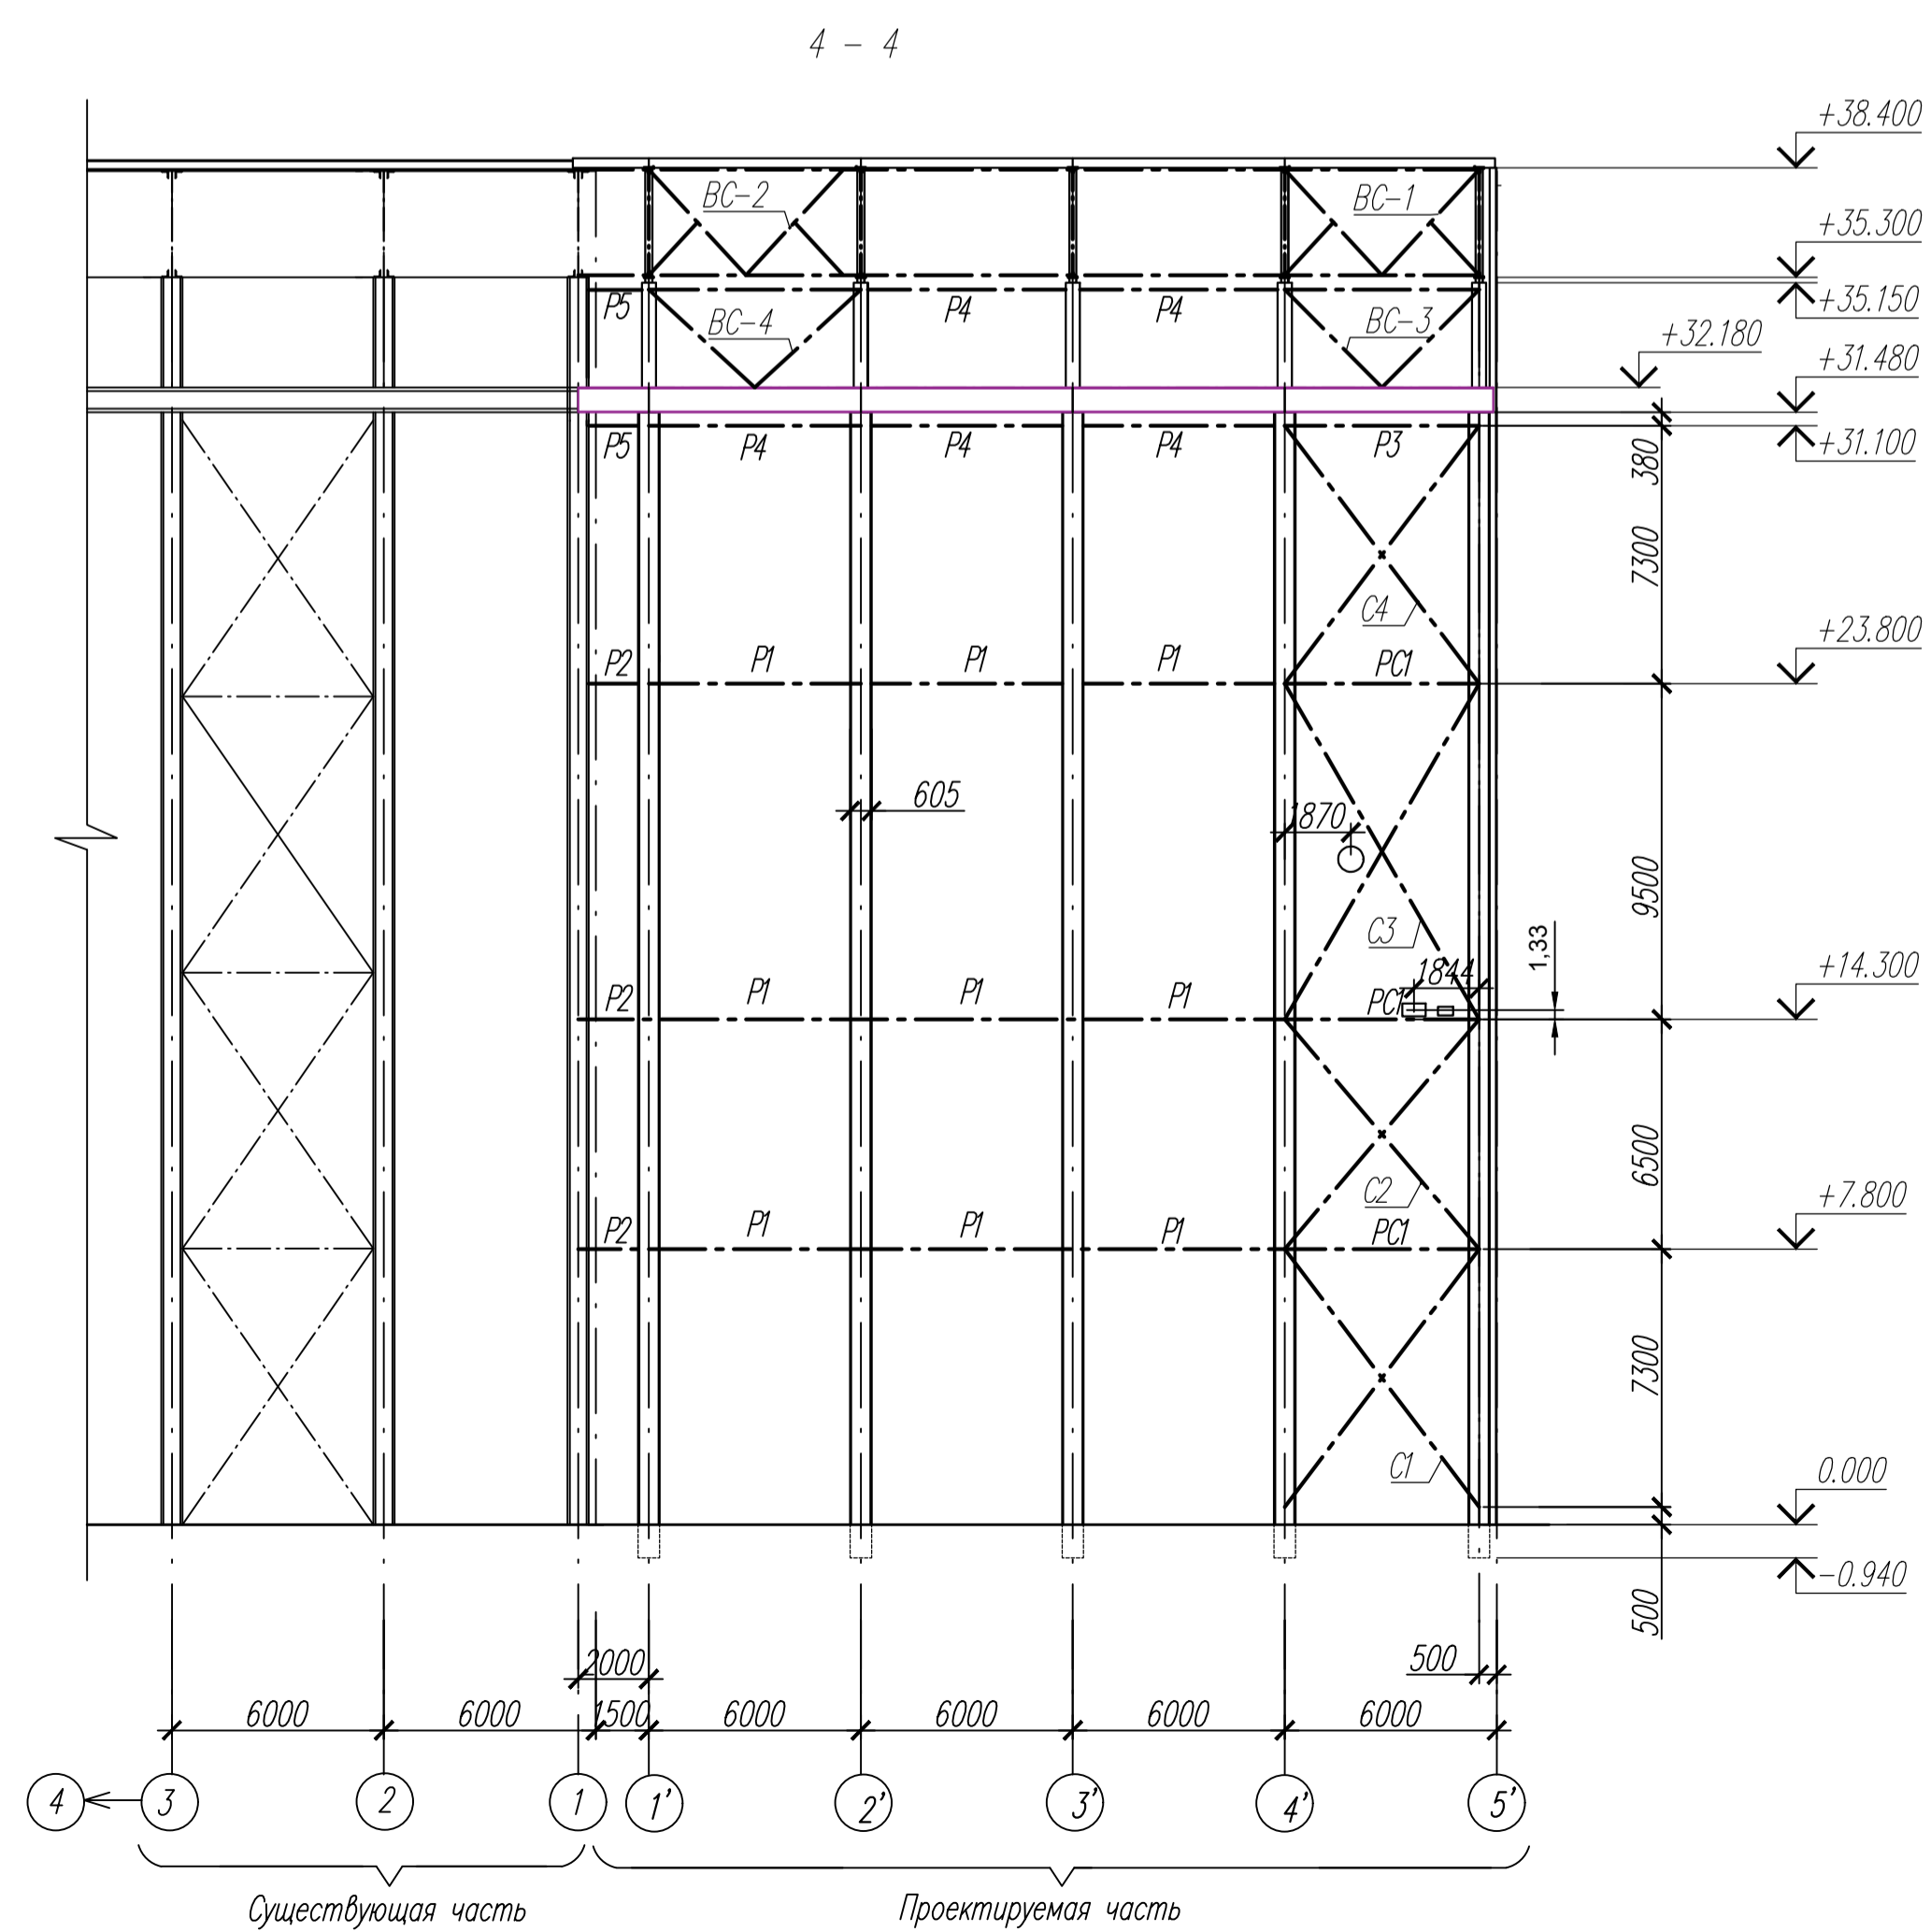 4 - 4
+38.400
ВС-2
ВС-1
+35.300
Р5
Р4
Р4
+35.150
ВС-4
ВС-3
+32.180
+31.480
Р5
Р4
Р4
Р4
Р3
+31.100
380
7300
С4
Р2
Р1
Р1
Р1
РС1
+23.800
605
1870
9500
С3
1,33
1844
+14.300
Р2
Р1
Р1
Р1
РС1
6500
С2
+7.800
Р2
Р1
Р1
Р1
РС1
7300
С1
0.000
-0.940
500
2000
500
6000
6000
1500
6000
6000
6000
6000
4
3
2
1
1'
2'
3'
4'
5'
Существующая часть
Проектируемая часть